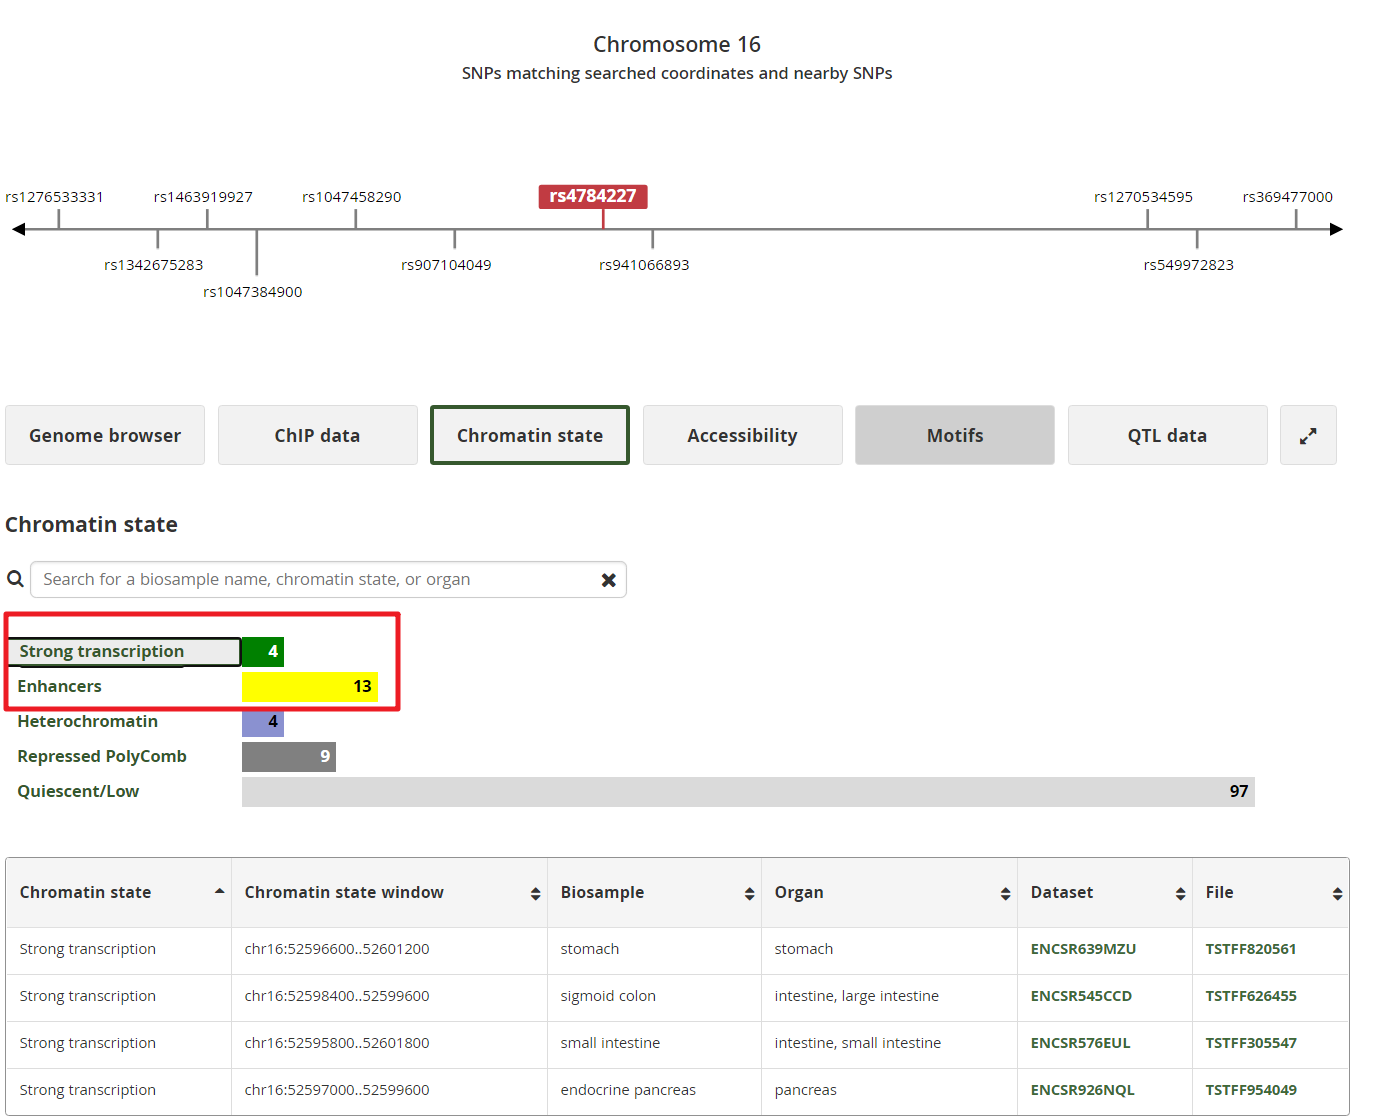 Chromosome 16
SNPs matching searched coordinates and nearby SNPs
rs1276533331 rs1463919927 rs1047458290 rs4784227 rs1270534595 rs369477000
rs1342675283 rs907104049 rs941066893 rs549972823
rs1047384900
Genome browser ChIP data Chromatin state Accessibility Motifs QTL data
Chromatin state
Search for a biosample name, chromatin state, or organ
Strong transcription 4
Enhancers 13
Heterochromatin 4
Repressed PolyComb 9
Quiescent/Low 97
Chromatin state Chromatin state window Biosample Organ Dataset File
Strong transcription chr16:52596600..52601200 stomach stomach ENCSR639MZU TSTFF820561
Strong transcription chr16:52598400..52599600 sigmoid colon intestine, large intestine ENCSR545CCD TSTFF626455
Strong transcription chr16:52595800..52601800 small intestine intestine, small intestine ENCSR576EUL TSTFF305547
Strong transcription chr16:52597000..52599600 endocrine pancreas pancreas ENCSR926NQL TSTFF954049